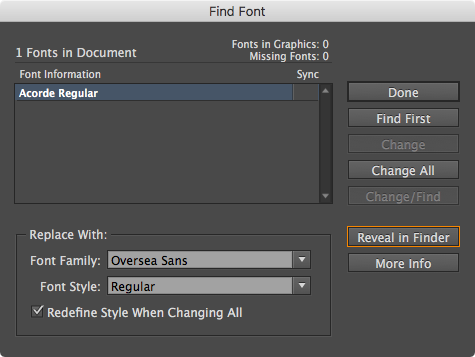 Find Font
1 Fonts in Document
Fonts in Graphics: 0
Missing Fonts: 0
Font Information
Sync
Acorde Regular
Done
Find First
Change
Change All
Change/Find
Reveal in Finder
More Info
Replace With:
Font Family: Oversea Sans
Font Style: Regular
Redefine Style When Changing All